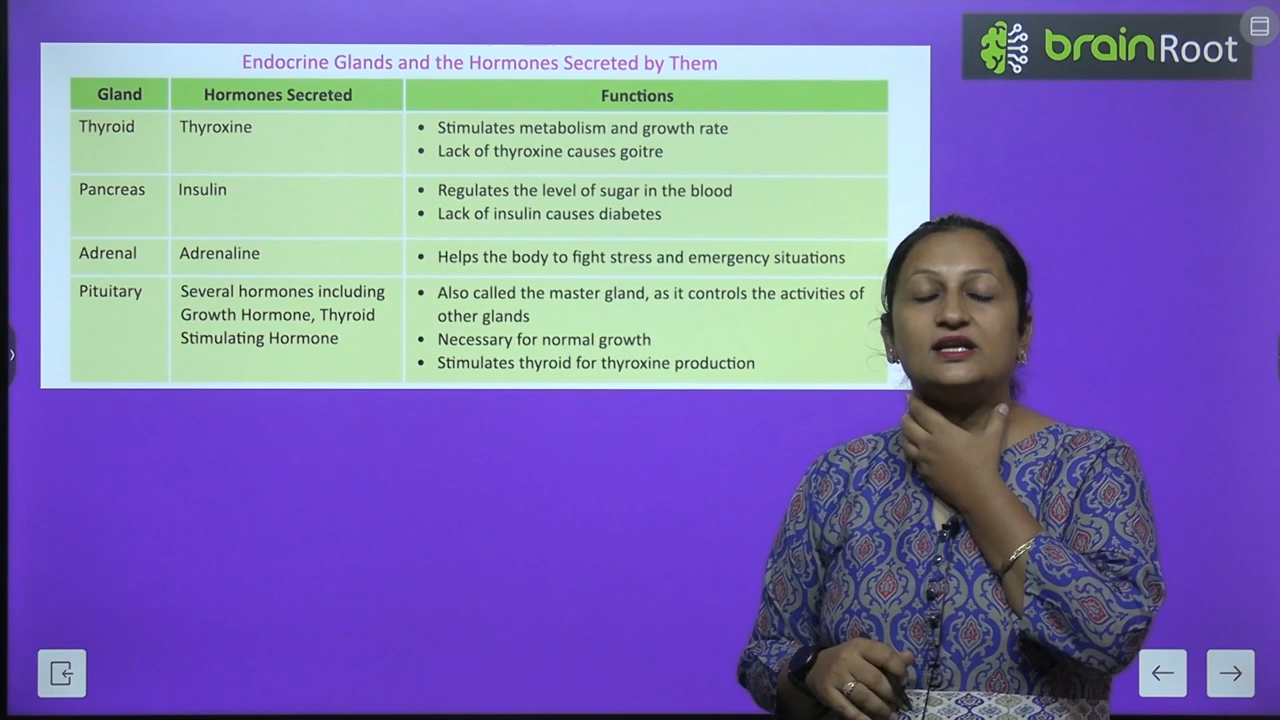 brainRoot
Endocrine Glands and the Hormones Secreted by Them
Gland Hormones Secreted Functions
Thyroid Thyroxine • Stimulates metabolism and growth rate
• Lack of thyroxine causes goitre
Pancreas Insulin • Regulates the level of sugar in the blood
• Lack of insulin causes diabetes
Adrenal Adrenaline • Helps the body to fight stress and emergency situations
Pituitary Several hormones including • Also called the master gland, as it controls the activities of
Growth Hormone, Thyroid other glands
Stimulating Hormone • Necessary for normal growth
• Stimulates thyroid for thyroxine production